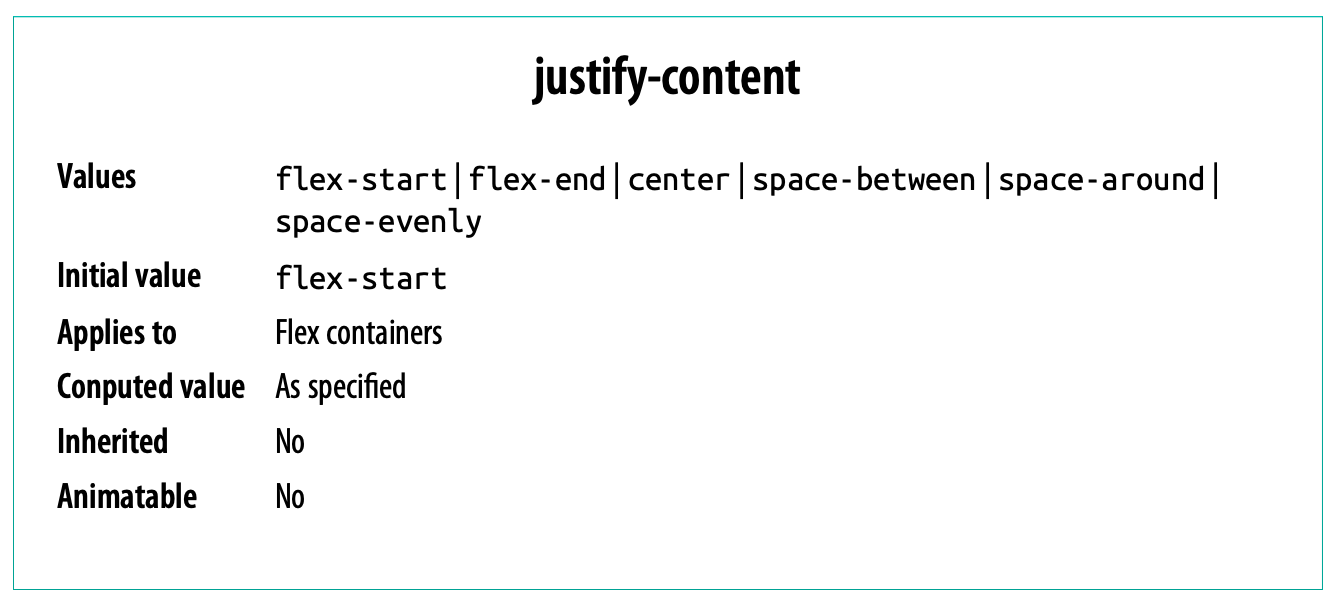 justify-content
Values flex-start|flex-end|center|space-between|space-around|
space-evenly
Initial value flex-start
Applies to Flex containers
Conputed value As specified
Inherited No
Animatable No